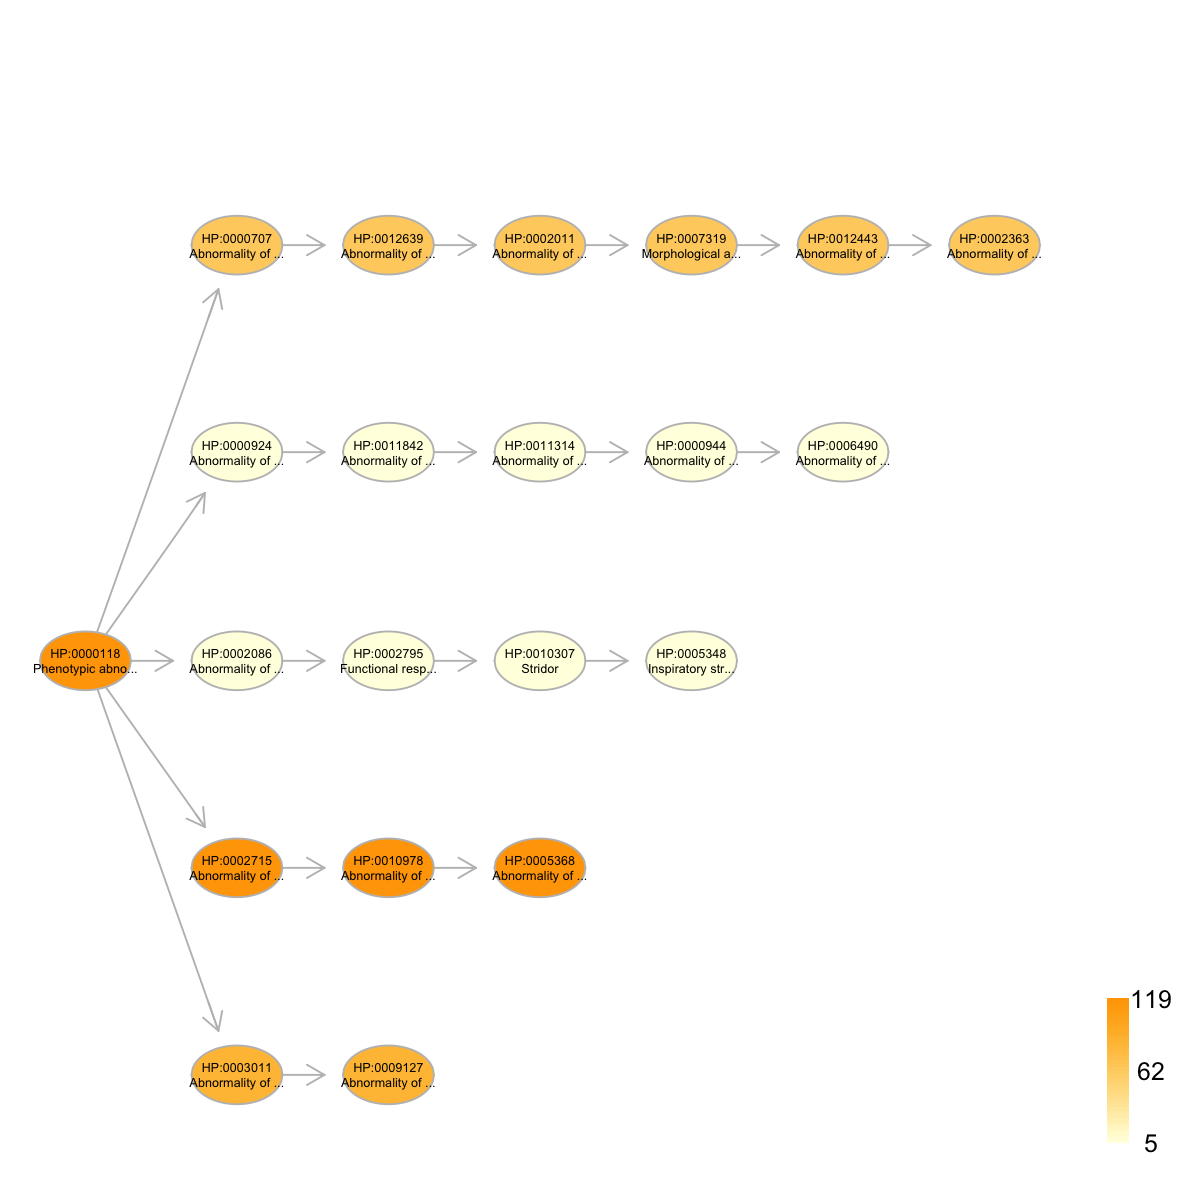 HP:0000707
Abnormality of ...
HP:0012639
Abnormality of ...
HP:0002011
Abnormality of ...
HP:0007319
Morphological a...
HP:0012443
Abnormality of ...
HP:0002363
Abnormality of ...
HP:0000924
Abnormality of ...
HP:0011842
Abnormality of ...
HP:0011314
Abnormality of ...
HP:0000944
Abnormality of ...
HP:0006490
Abnormality of ...
HP:0000118
Phenotypic abno...
HP:0002086
Abnormality of ...
HP:0002795
Functional resp...
HP:0010307
Stridor
HP:0005348
Inspiratory str...
HP:0002715
Abnormality of ...
HP:0010978
Abnormality of ...
HP:0005368
Abnormality of ...
HP:0003011
Abnormality of ...
HP:0009127
Abnormality of ...
119
62
5